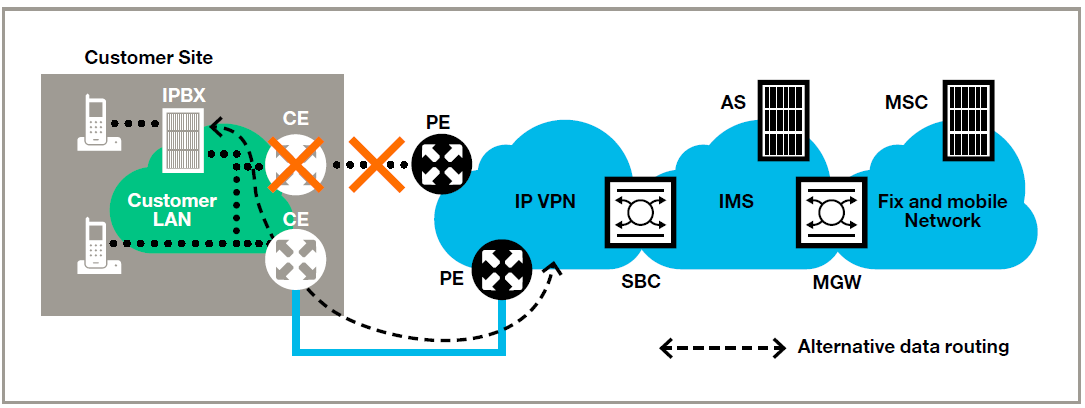 Customer Site
IPBX
CE
PE
AS
MSC
Customer
LAN
CE
IP VPN
IMS
Fix and mobile
Network
PE
SBC
MGW
Alternative data routing